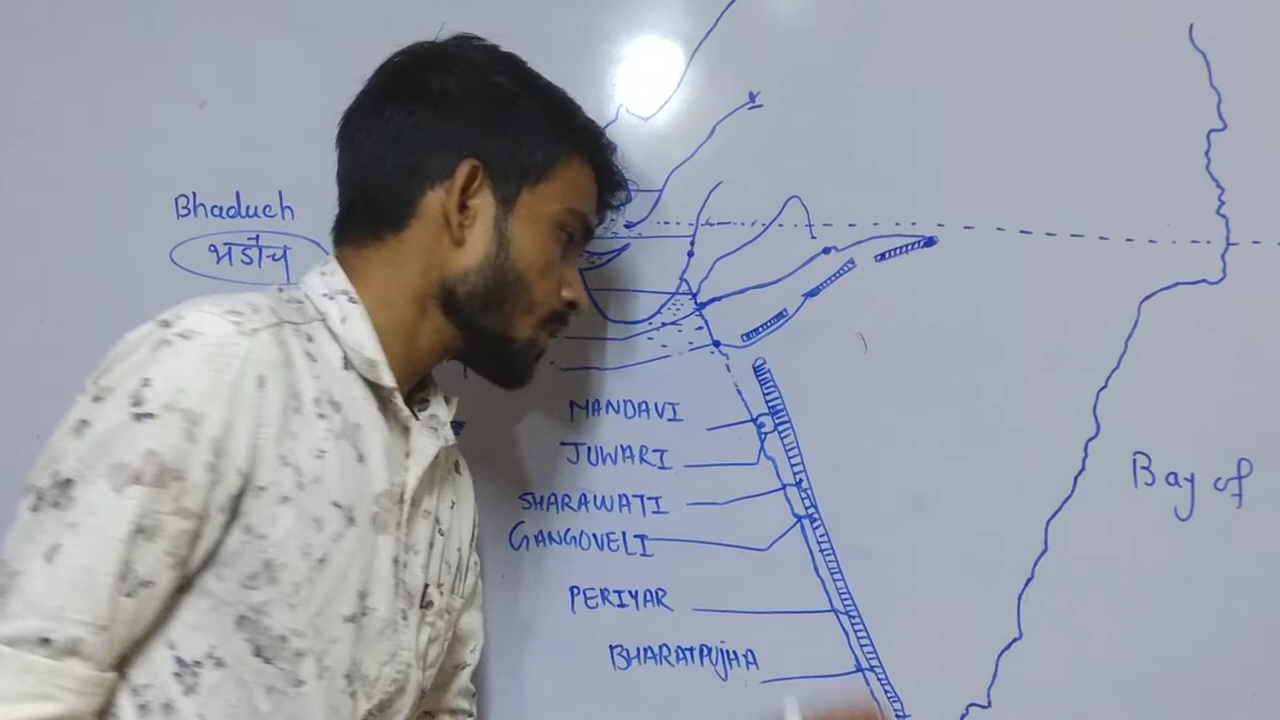 Bhaduch
भडोच
MANDAVI
JUWARI
SHARAWATI
GANGOVELI
PERIYAR
BHARATPUJHA
Bay of